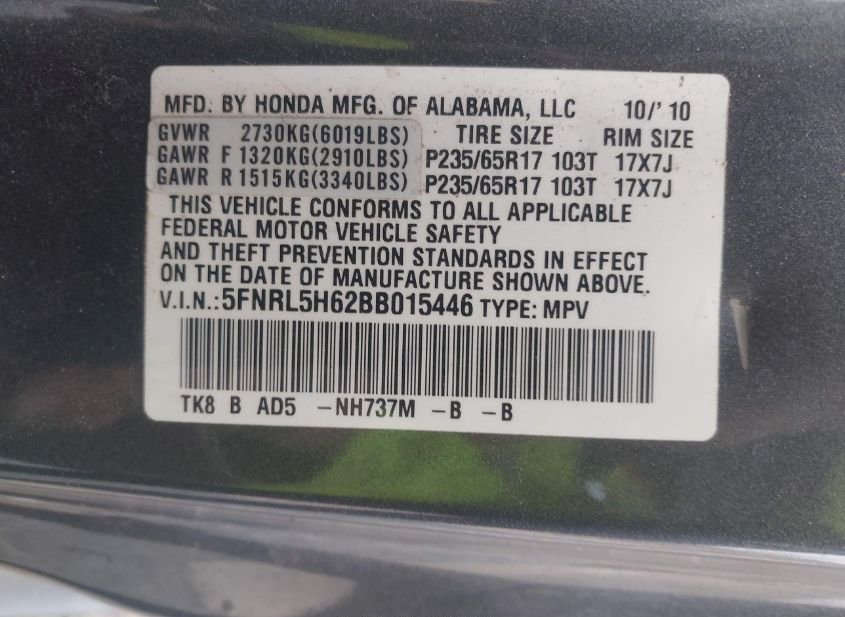 MFD. BY HONDA MFG. OF ALABAMA, LLC 10/' 10
GVWR 2730KG(6019LBS) TIRE SIZE RIM SIZE
GAWR F 1320KG(2910LBS) P235/65R17 103T 17X7J
GAWR R 1515KG(3340LBS) P235/65R17 103T 17X7J
THIS VEHICLE CONFORMS TO ALL APPLICABLE
FEDERAL MOTOR VEHICLE SAFETY
AND THEFT PREVENTION STANDARDS IN EFFECT
ON THE DATE OF MANUFACTURE SHOWN ABOVE.
V.I.N.:5FNRL5H62BB015446 TYPE: MPV
TK8 B AD5 -NH737M -B -B